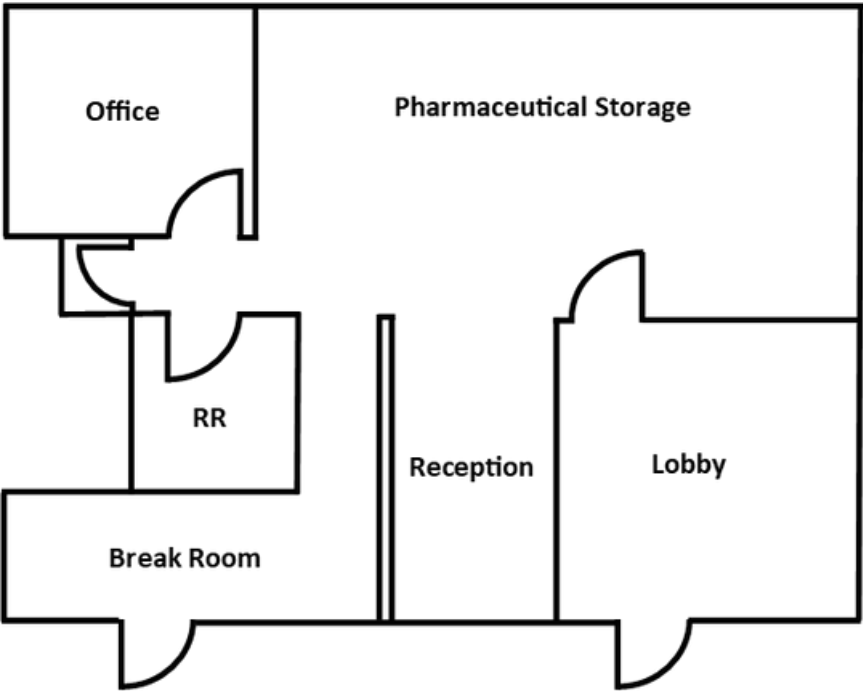 Office
Pharmaceutical Storage
RR
Reception
Lobby
Break Room